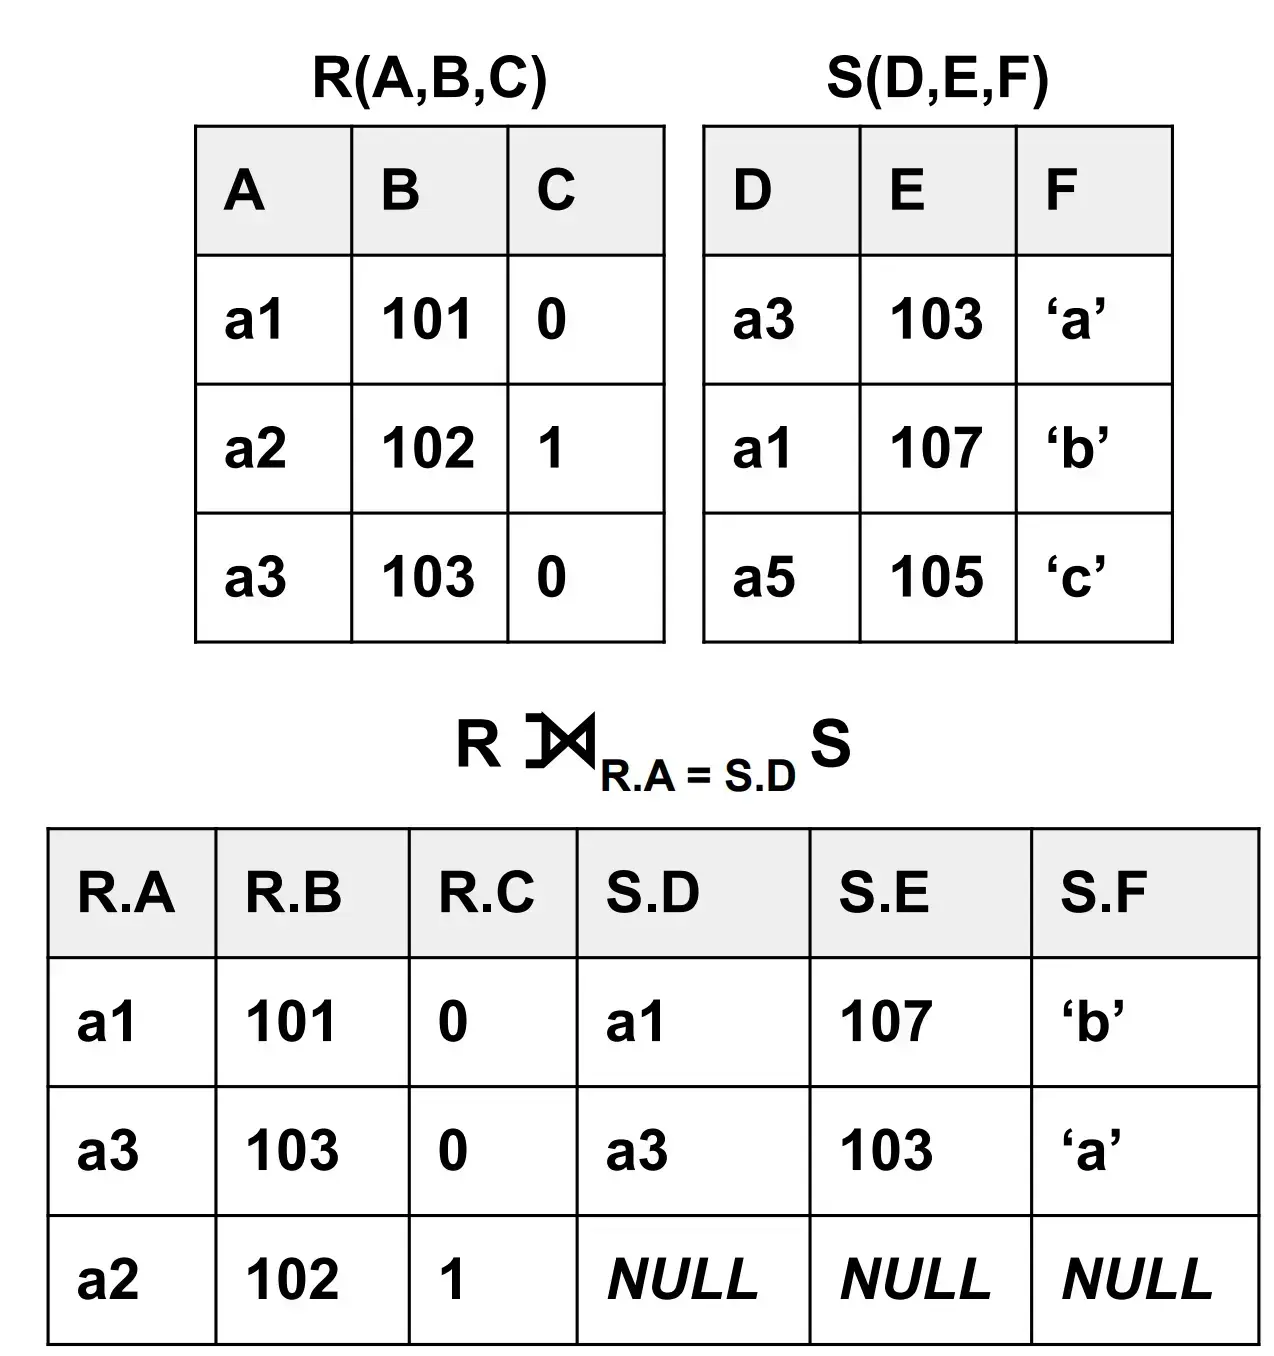 R(A,B,C) S(D,E,F)
A B C D E F
a1 101 0 a3 103 ‘a’
a2 102 1 a1 107 ‘b’
a3 103 0 a5 105 ‘c’
R ⟕ R.A = S.D S
R.A R.B R.C S.D S.E S.F
a1 101 0 a1 107 ‘b’
a3 103 0 a3 103 ‘a’
a2 102 1 NULL NULL NULL